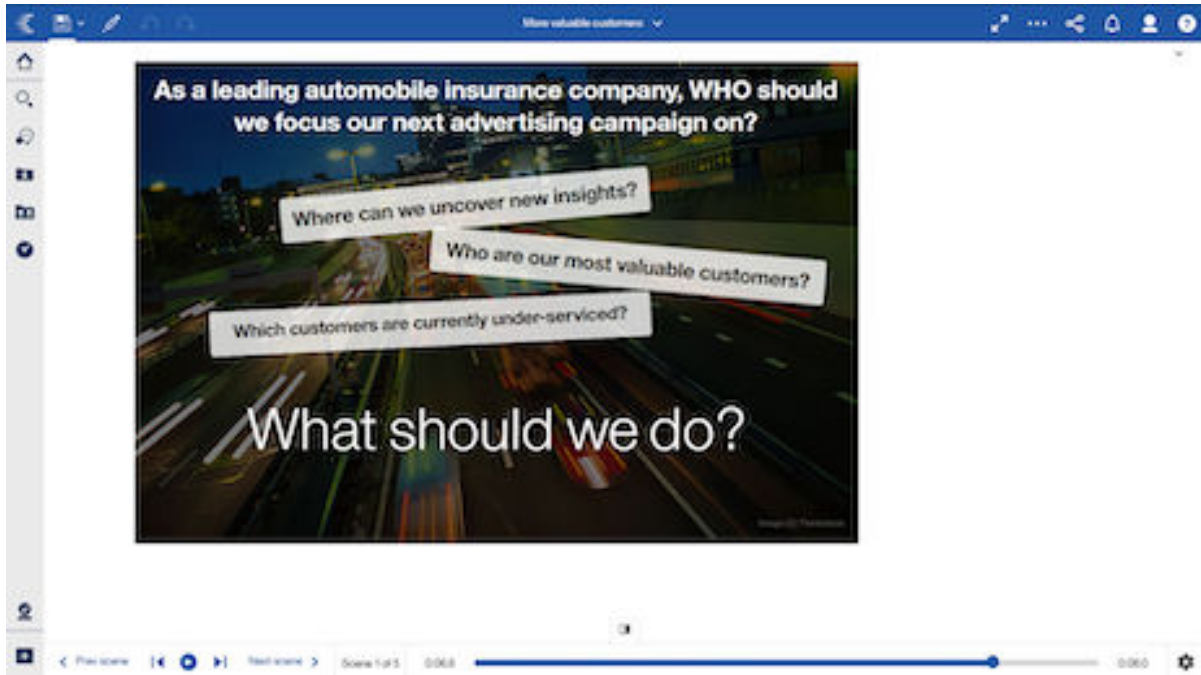 More valuable customers
As a leading automobile insurance company, WHO should
we focus our next advertising campaign on?
Where can we uncover new insights?
Who are our most valuable customers?
Which customers are currently under-serviced?
What should we do?
Prev scene
Next scene
Scene 1 of 5